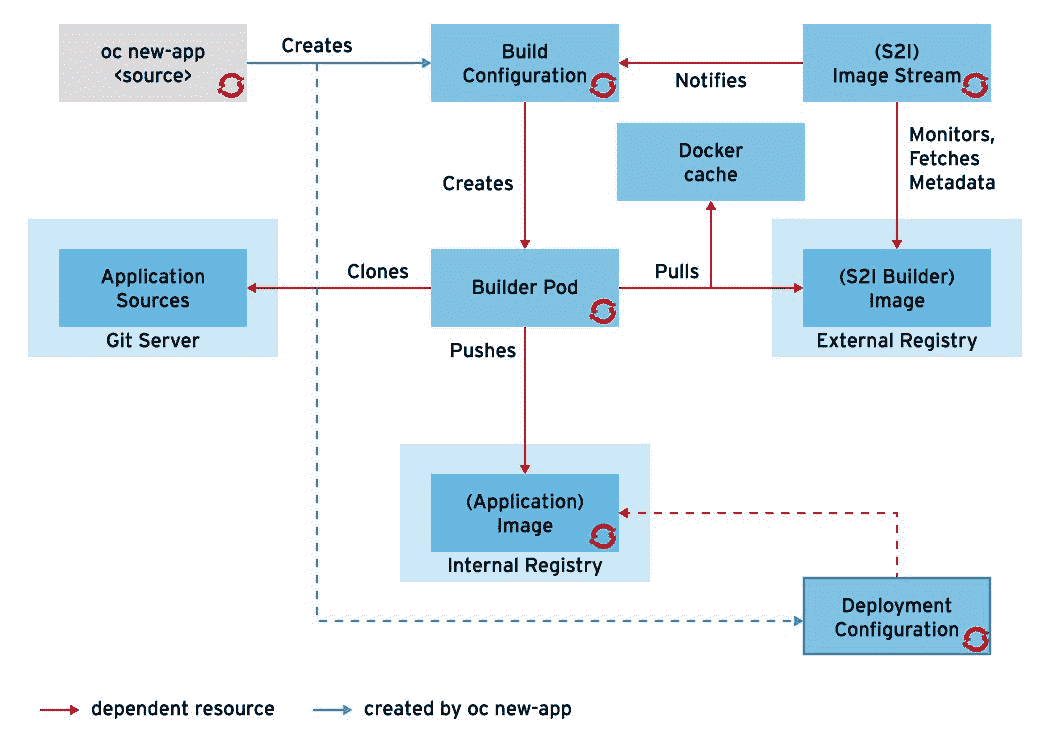 oc new-app
<source>
Creates
Build
Configuration
Notifies
(S2I)
Image Stream
Monitors,
Fetches
Metadata
Docker
cache
Creates
Application
Sources
Git Server
Clones
Builder Pod
Pulls
(S2I Builder)
Image
External Registry
Pushes
(Application)
Image
Internal Registry
Deployment
Configuration
dependent resource
created by oc new-app